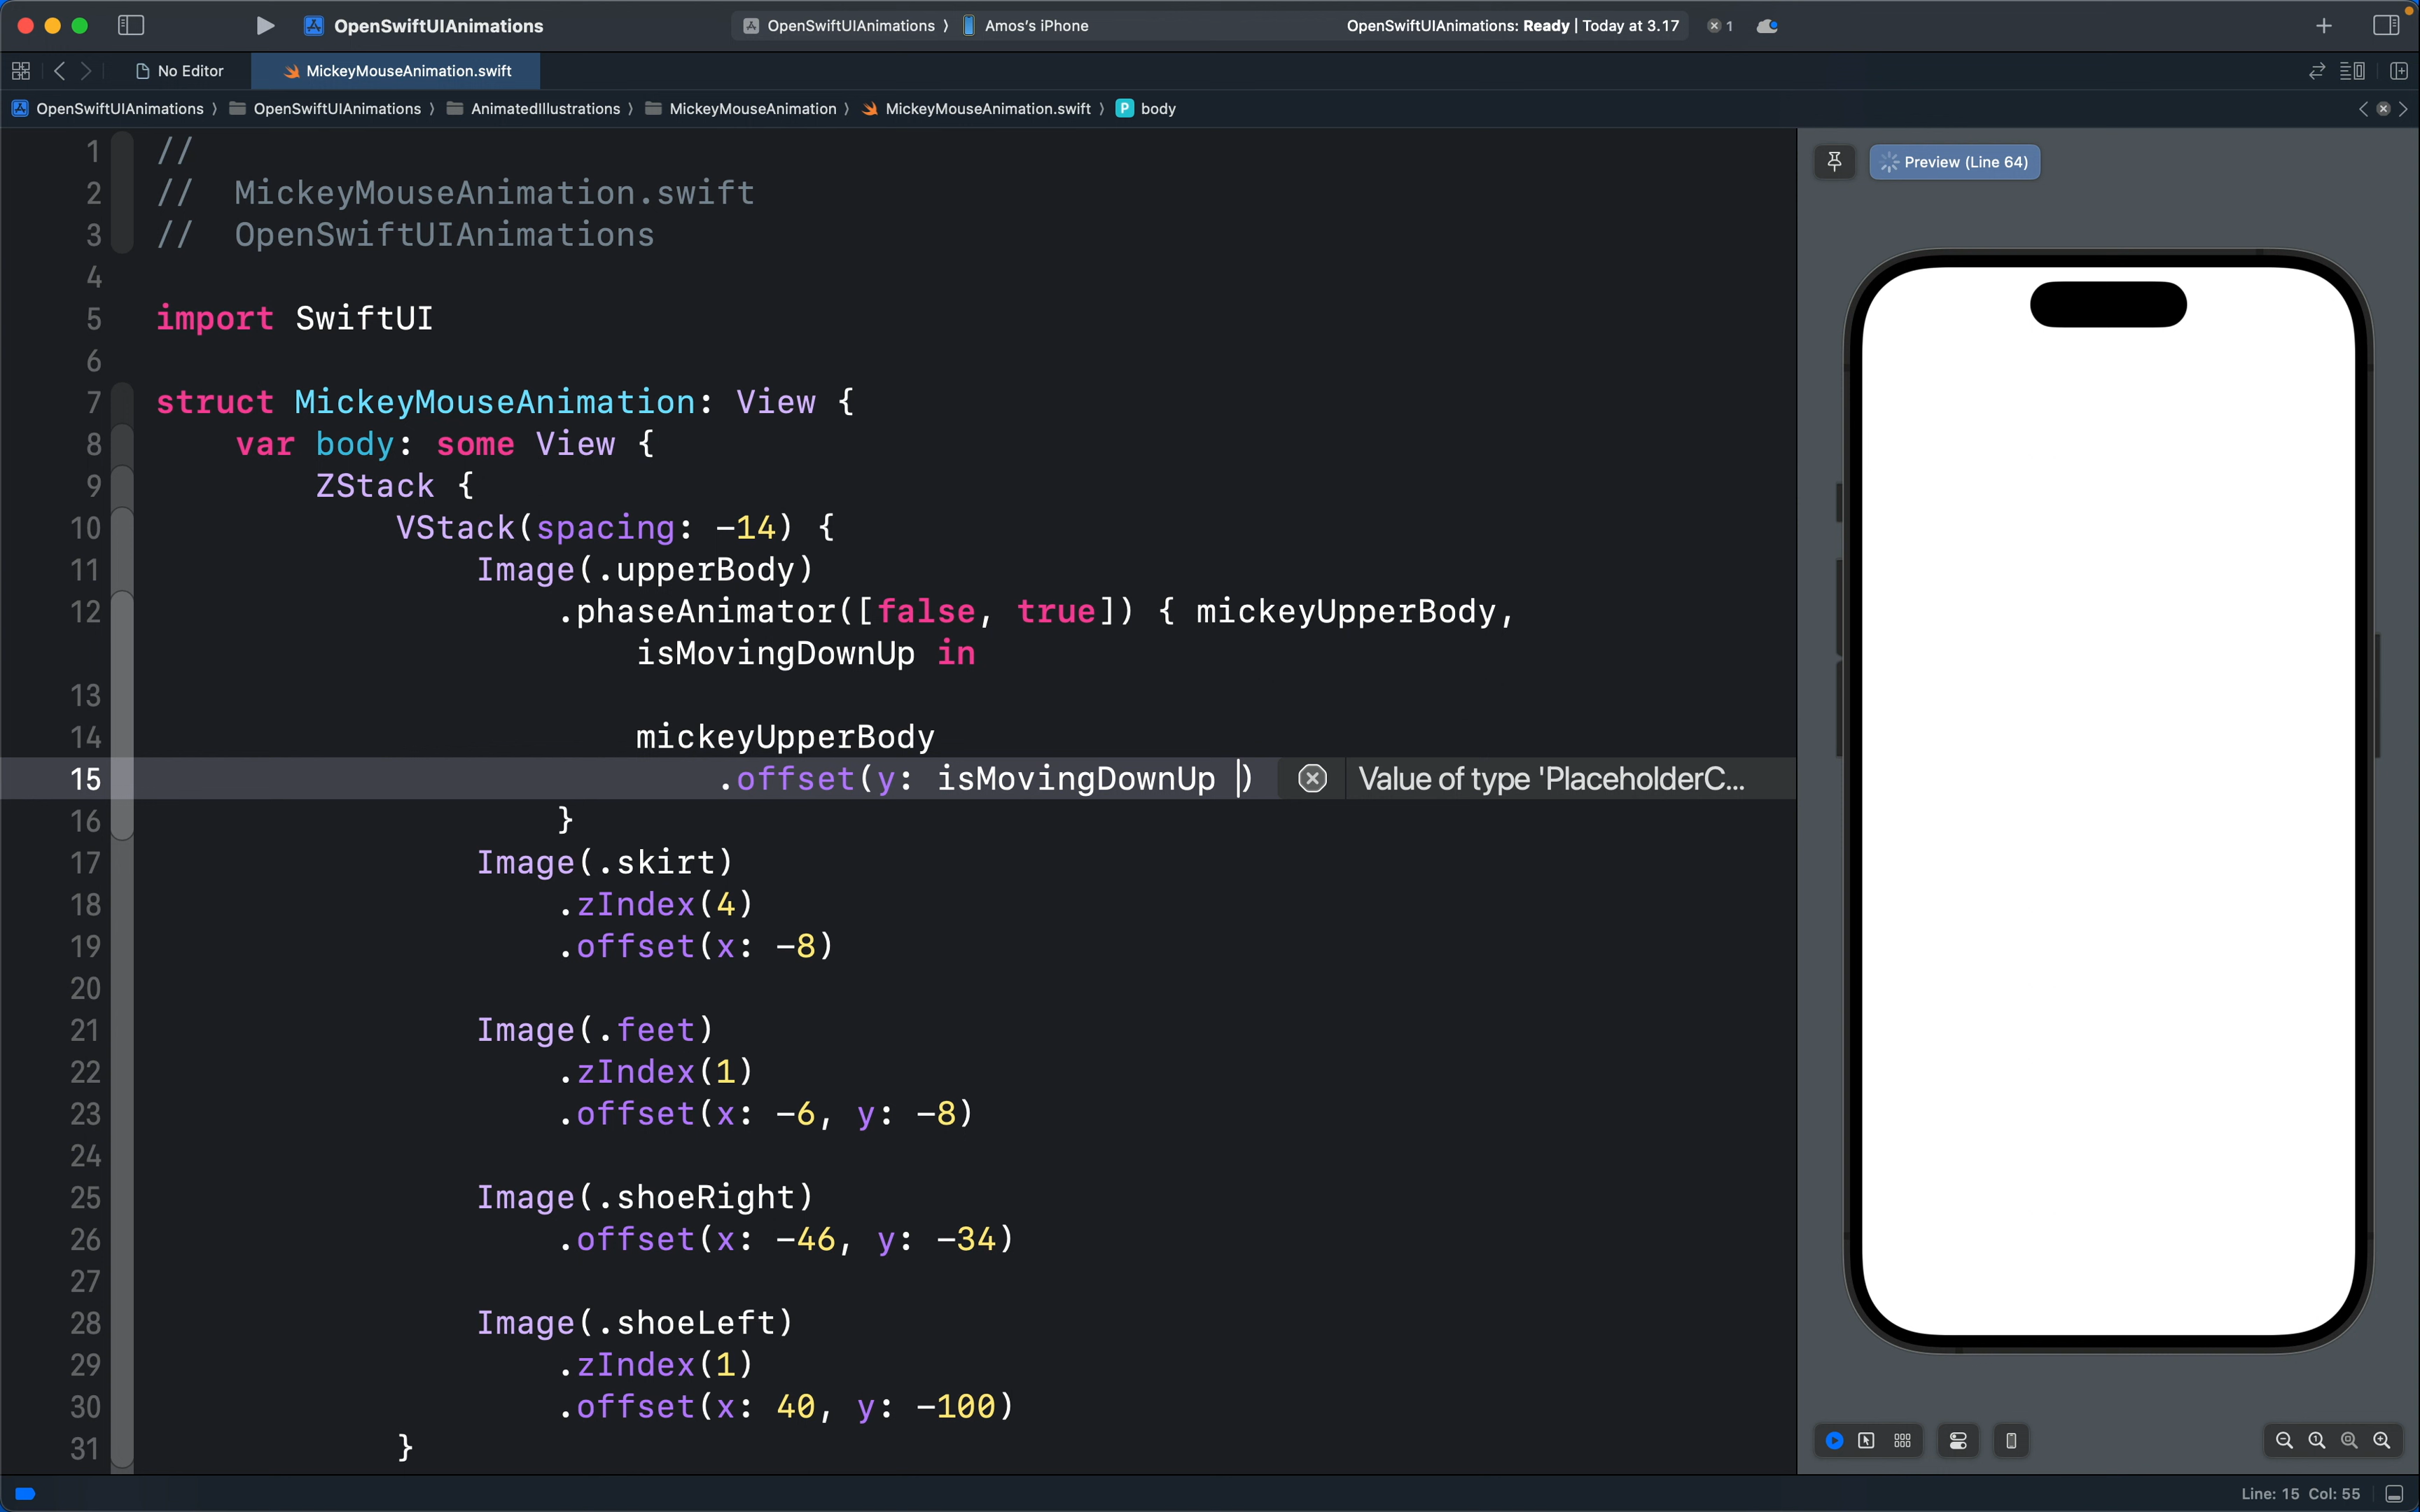 OpenSwiftUIAnimations
OpenSwiftUIAnimations 〉 Amos's iPhone
OpenSwiftUIAnimations: Ready | Today at 3.17
1
No Editor
MickeyMouseAnimation.swift
OpenSwiftUIAnimations 〉 OpenSwiftUIAnimations 〉 AnimatedIllustrations 〉 MickeyMouseAnimation 〉 MickeyMouseAnimation.swift 〉 P body
1 //
2 //  MickeyMouseAnimation.swift
3 //  OpenSwiftUIAnimations
4
5 import SwiftUI
6
7 struct MickeyMouseAnimation: View {
8     var body: some View {
9         ZStack {
10             VStack(spacing: -14) {
11                 Image(.upperBody)
12                     .phaseAnimator([false, true]) { mickeyUpperBody,
                        isMovingDownUp in
13
14                         mickeyUpperBody
15                             .offset(y: isMovingDownUp ) Value of type 'PlaceholderC...
16                     }
17                 Image(.skirt)
18                     .zIndex(4)
19                     .offset(x: -8)
20
21                 Image(.feet)
22                     .zIndex(1)
23                     .offset(x: -6, y: -8)
24
25                 Image(.shoeRight)
26                     .offset(x: -46, y: -34)
27
28                 Image(.shoeLeft)
29                     .zIndex(1)
30                     .offset(x: 40, y: -100)
31             }
Preview (Line 64)
Line: 15 Col: 55